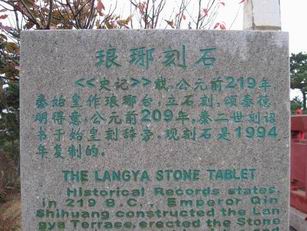 琅琊刻石
<<史记>>载，公元前219年
秦始皇作琅琊台，立石刻，颂秦德
明得意，公元前209年，秦二世刻诏
书于始皇刻辞旁，现刻石是1994
年复制的，
THE LANGYA STONE TABLET
Historical Records states,
in 219 B.C., Emperor Qin
Shihuang constructed the Lan
gya Terrace, erected the Stone